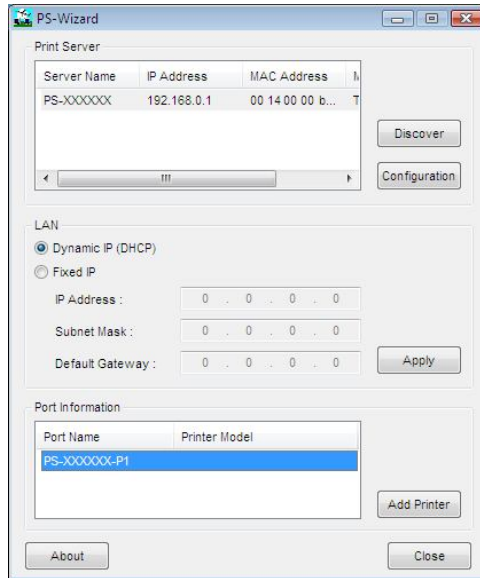 PS-Wizard
Print Server
Server Name IP Address MAC Address
PS-XXXXXX 192.168.0.1 00 14 00 00 b... T
Discover
Configuration
LAN
Dynamic IP (DHCP)
Fixed IP
IP Address : 0 . 0 . 0 . 0
Subnet Mask : 0 . 0 . 0 . 0
Default Gateway : 0 . 0 . 0 . 0
Apply
Port Information
Port Name Printer Model
PS-XXXXXX-P1
Add Printer
About Close